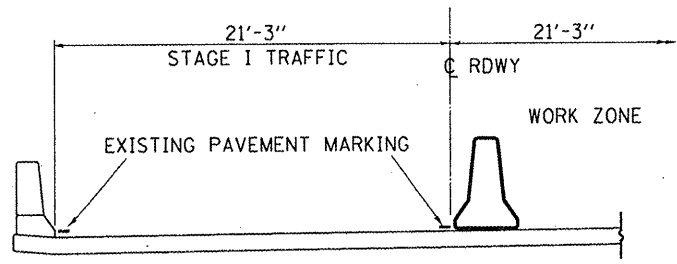 21'-3"
21'-3"
STAGE I TRAFFIC
℄ RDWY
WORK ZONE
EXISTING PAVEMENT MARKING